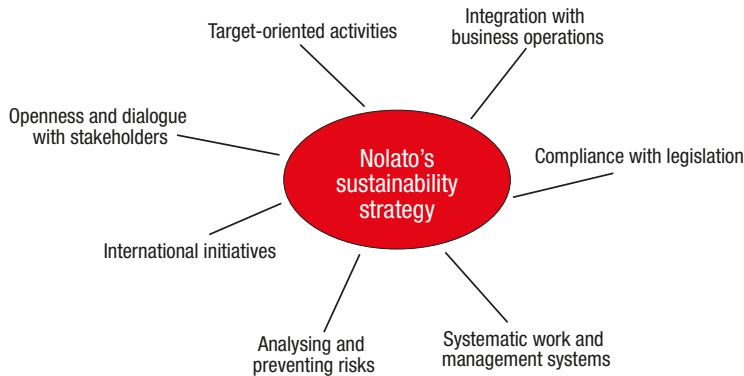 Target-oriented activities
Integration with
business operations
Openness and dialogue
with stakeholders
Nolato's
sustainability
strategy
Compliance with legislation
International initiatives
Analysing and
preventing risks
Systematic work and
management systems